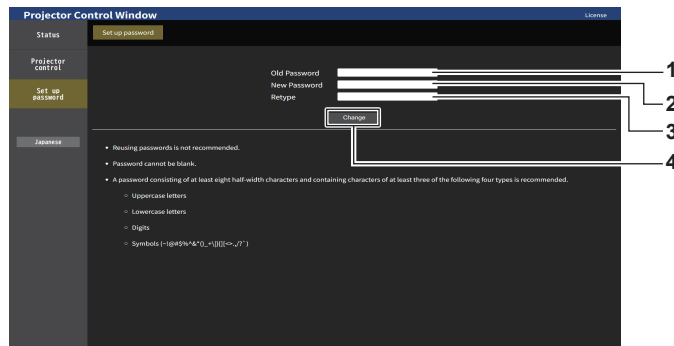 Projector Control Window
License
Status
Set up password
Projector
control
Set up
password
Japanese
Old Password
New Password
Retype
Change
1
2
3
4
• Reusing passwords is not recommended.
• Password cannot be blank.
• A password consisting of at least eight half-width characters and containing characters of at least three of the following four types is recommended.
○ Uppercase letters
○ Lowercase letters
○ Digits
○ Symbols (~!@#$%^&*()_+\[]{}|<>.,/?`)